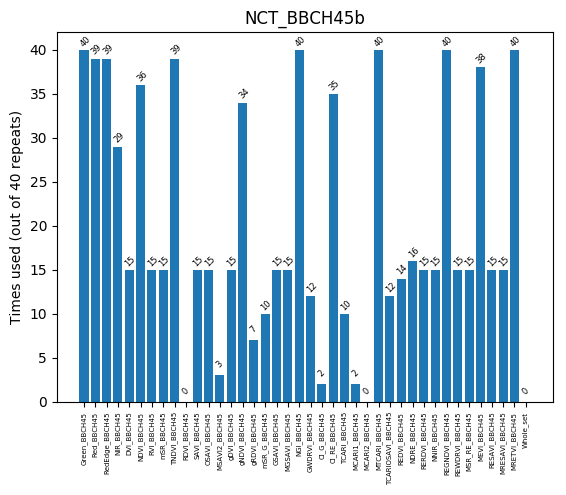 NCT_BBCH45b
Times used (out of 40 repeats)
40
35
30
25
20
15
10
5
0
40 39 39 29 15 36 15 15 39 0 15 15 3 15 34 7 10 15 15 40 12 2 35 10 2 0 40 12 14 16 15 15 40 15 15 38 15 15 40 0
Green_BBCH45
Red_BBCH45
RedEdge_BBCH45
NIR_BBCH45
DVI_BBCH45
NDVI_BBCH45
RVI_BBCH45
mSR_BBCH45
TNDVI_BBCH45
RDVI_BBCH45
SAVI_BBCH45
OSAVI_BBCH45
MSAVI2_BBCH45
gDVI_BBCH45
gNDVI_BBCH45
gRDVI_BBCH45
mSR_G_BBCH45
GSAVI_BBCH45
MGSAVI_BBCH45
NGI_BBCH45
GWDRVI_BBCH45
CI_G_BBCH45
CI_RE_BBCH45
TCARI_BBCH45
MCARI1_BBCH45
MCARI2_BBCH45
MTCARI_BBCH45
TCARIOSAVI_BBCH45
REDVI_BBCH45
NDRE_BBCH45
RERDVI_BBCH45
NNIR_BBCH45
REGNDVI_BBCH45
REWDRVI_BBCH45
MSR_RE_BBCH45
MEVI_BBCH45
RESAVI_BBCH45
MRESAVI_BBCH45
MRETVI_BBCH45
Whole_set